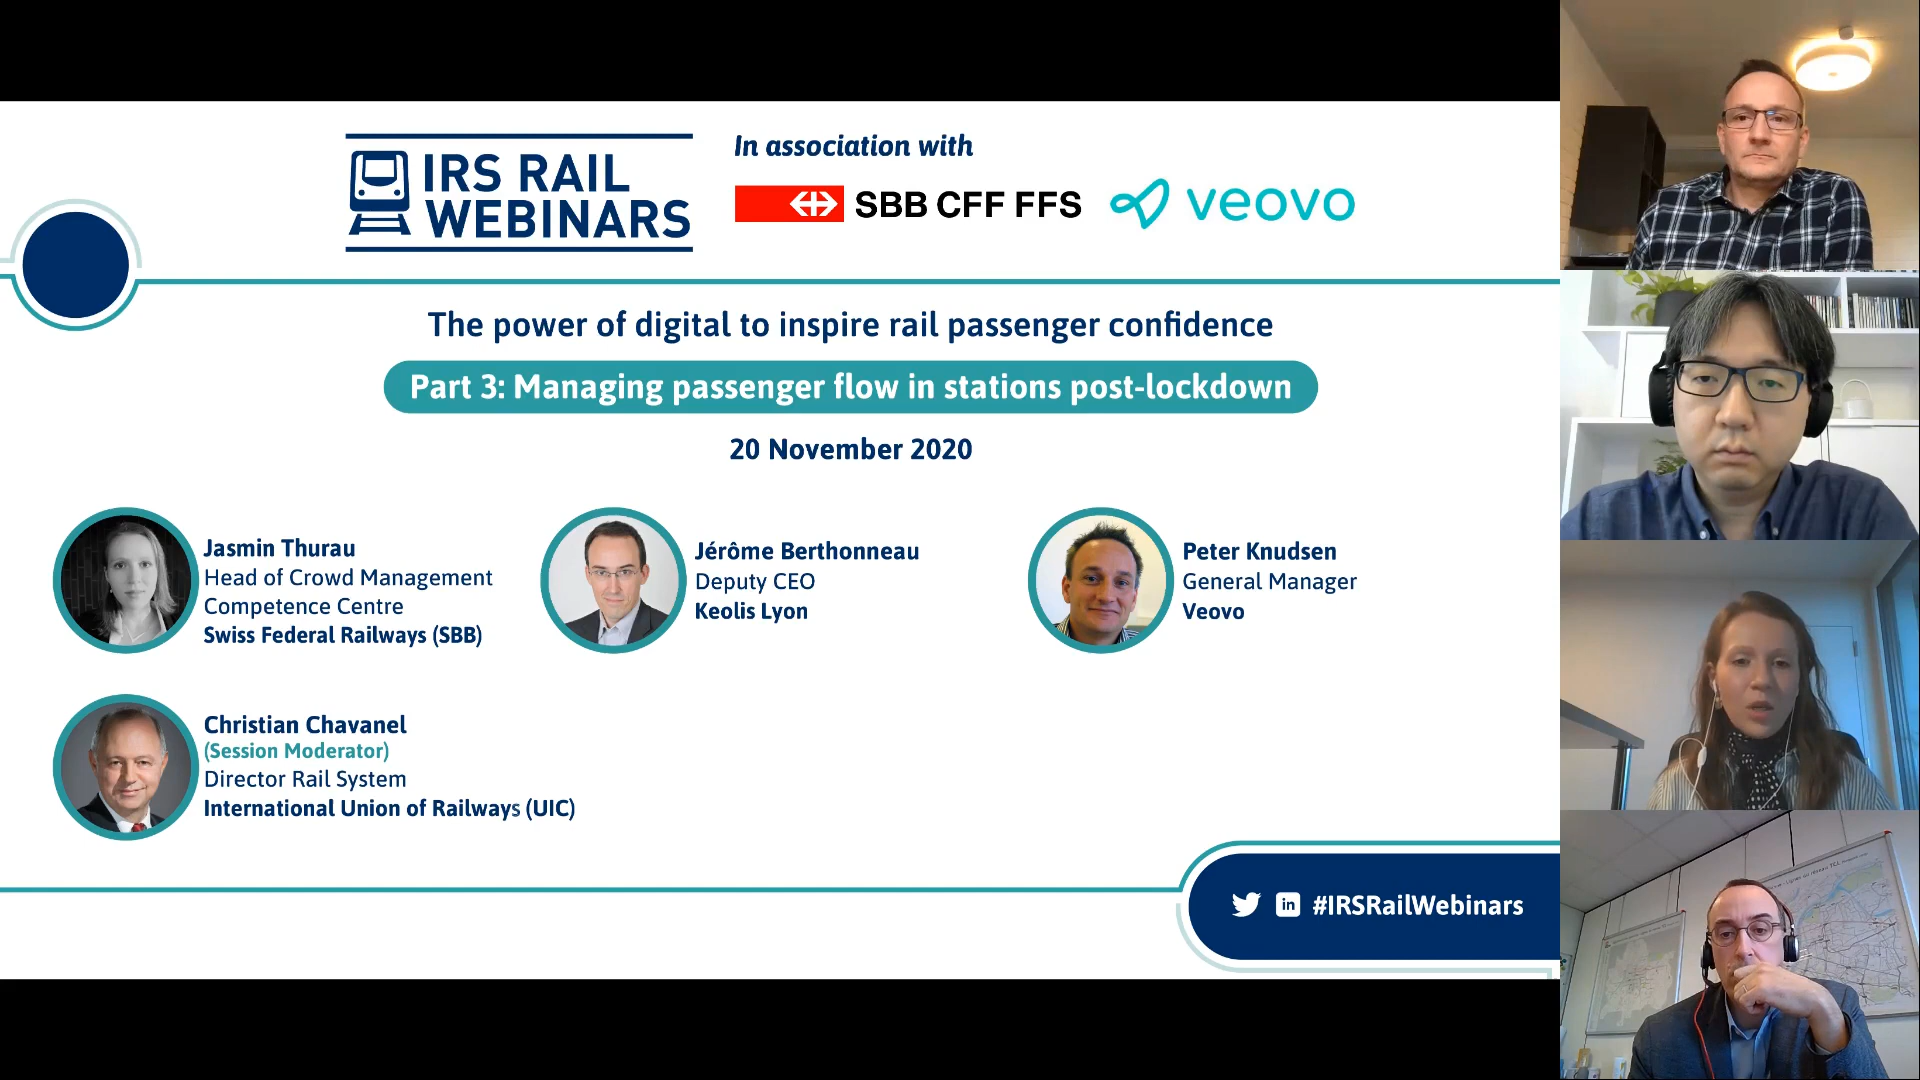 IRS RAIL
WEBINARS
In association with
SBB CFF FFS
veovo
The power of digital to inspire rail passenger confidence
Part 3: Managing passenger flow in stations post-lockdown
20 November 2020
Jasmin Thurau
Head of Crowd Management
Competence Centre
Swiss Federal Railways (SBB)
Jérôme Berthonneau
Deputy CEO
Keolis Lyon
Peter Knudsen
General Manager
Veovo
Christian Chavanel
(Session Moderator)
Director Rail System
International Union of Railways (UIC)
in #IRSRailWebinars